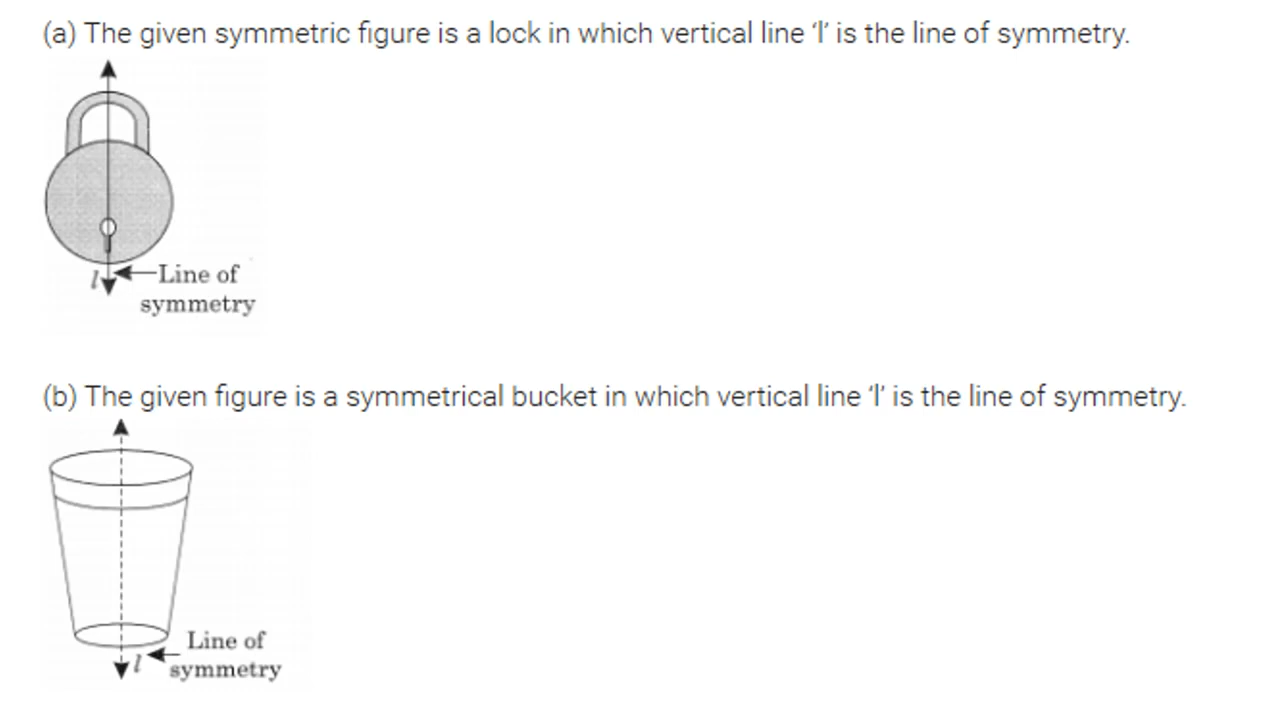 (a) The given symmetric figure is a lock in which vertical line ‘l’ is the line of symmetry.
l
Line of
symmetry
(b) The given figure is a symmetrical bucket in which vertical line ‘l’ is the line of symmetry.
Line of
l
symmetry